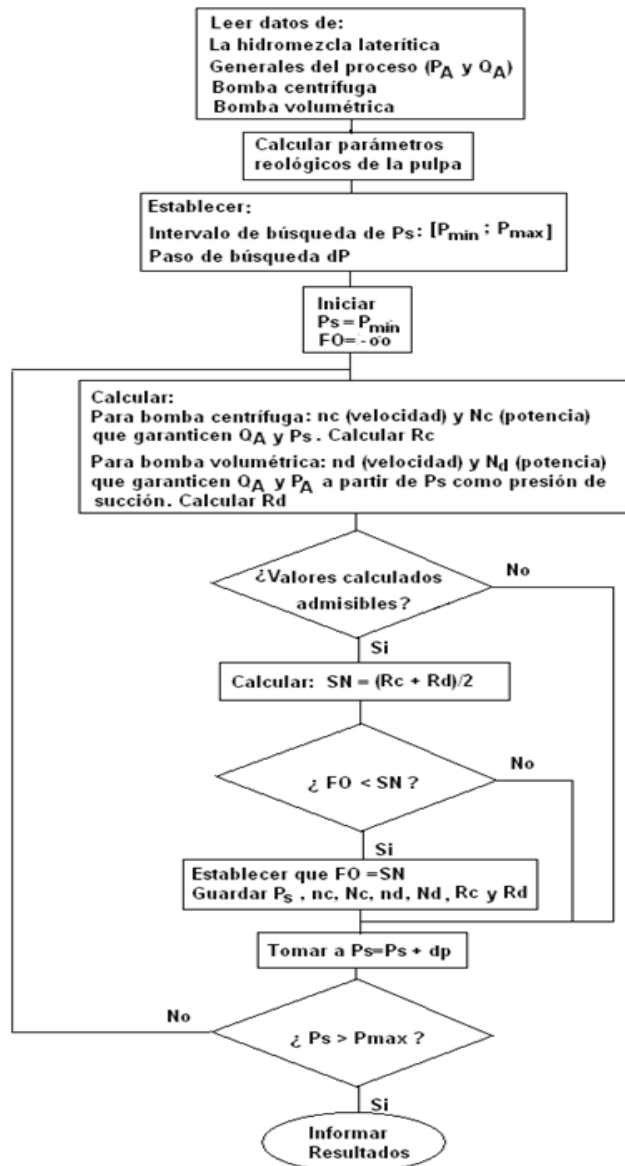 Leer datos de:
La hidromezcla laterítica
Generales del proceso (PA y QA)
Bomba centrífuga
Bomba volumétrica
Calcular parámetros
reológicos de la pulpa
Establecer:
Intervalo de búsqueda de Ps: [Pmin ; Pmax]
Paso de búsqueda dP
Iniciar
Ps = Pmín
FO= -oo
Calcular:
Para bomba centrífuga: nc (velocidad) y Nc (potencia)
que garanticen QA y Ps. Calcular Rc
Para bomba volumétrica: nd (velocidad) y Nd (potencia)
que garanticen QA y PA a partir de Ps como presión de
succión. Calcular Rd
¿Valores calculados
admisibles?
No
Si
Calcular: SN = (Rc + Rd)/2
¿ FO < SN ?
No
Si
Establecer que FO =SN
Guardar Ps , nc, Nc, nd, Nd, Rc y Rd
Tomar a Ps=Ps + dp
No
¿ Ps > Pmax ?
Si
Informar
Resultados